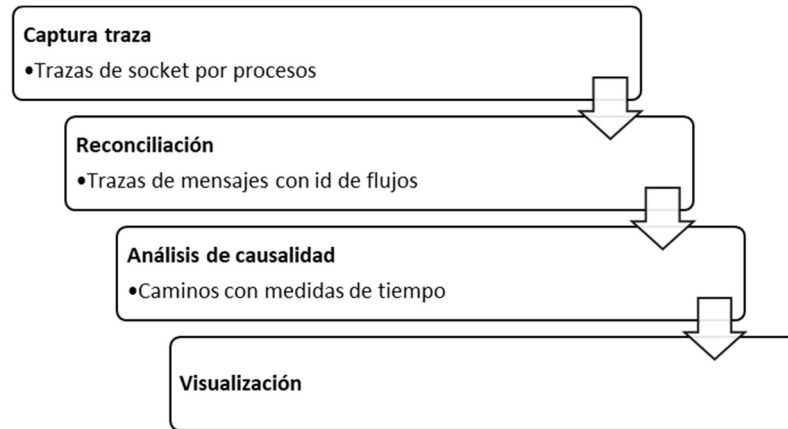 Captura traza
•Trazas de socket por procesos
Reconciliación
•Trazas de mensajes con id de flujos
Análisis de causalidad
•Caminos con medidas de tiempo
Visualización